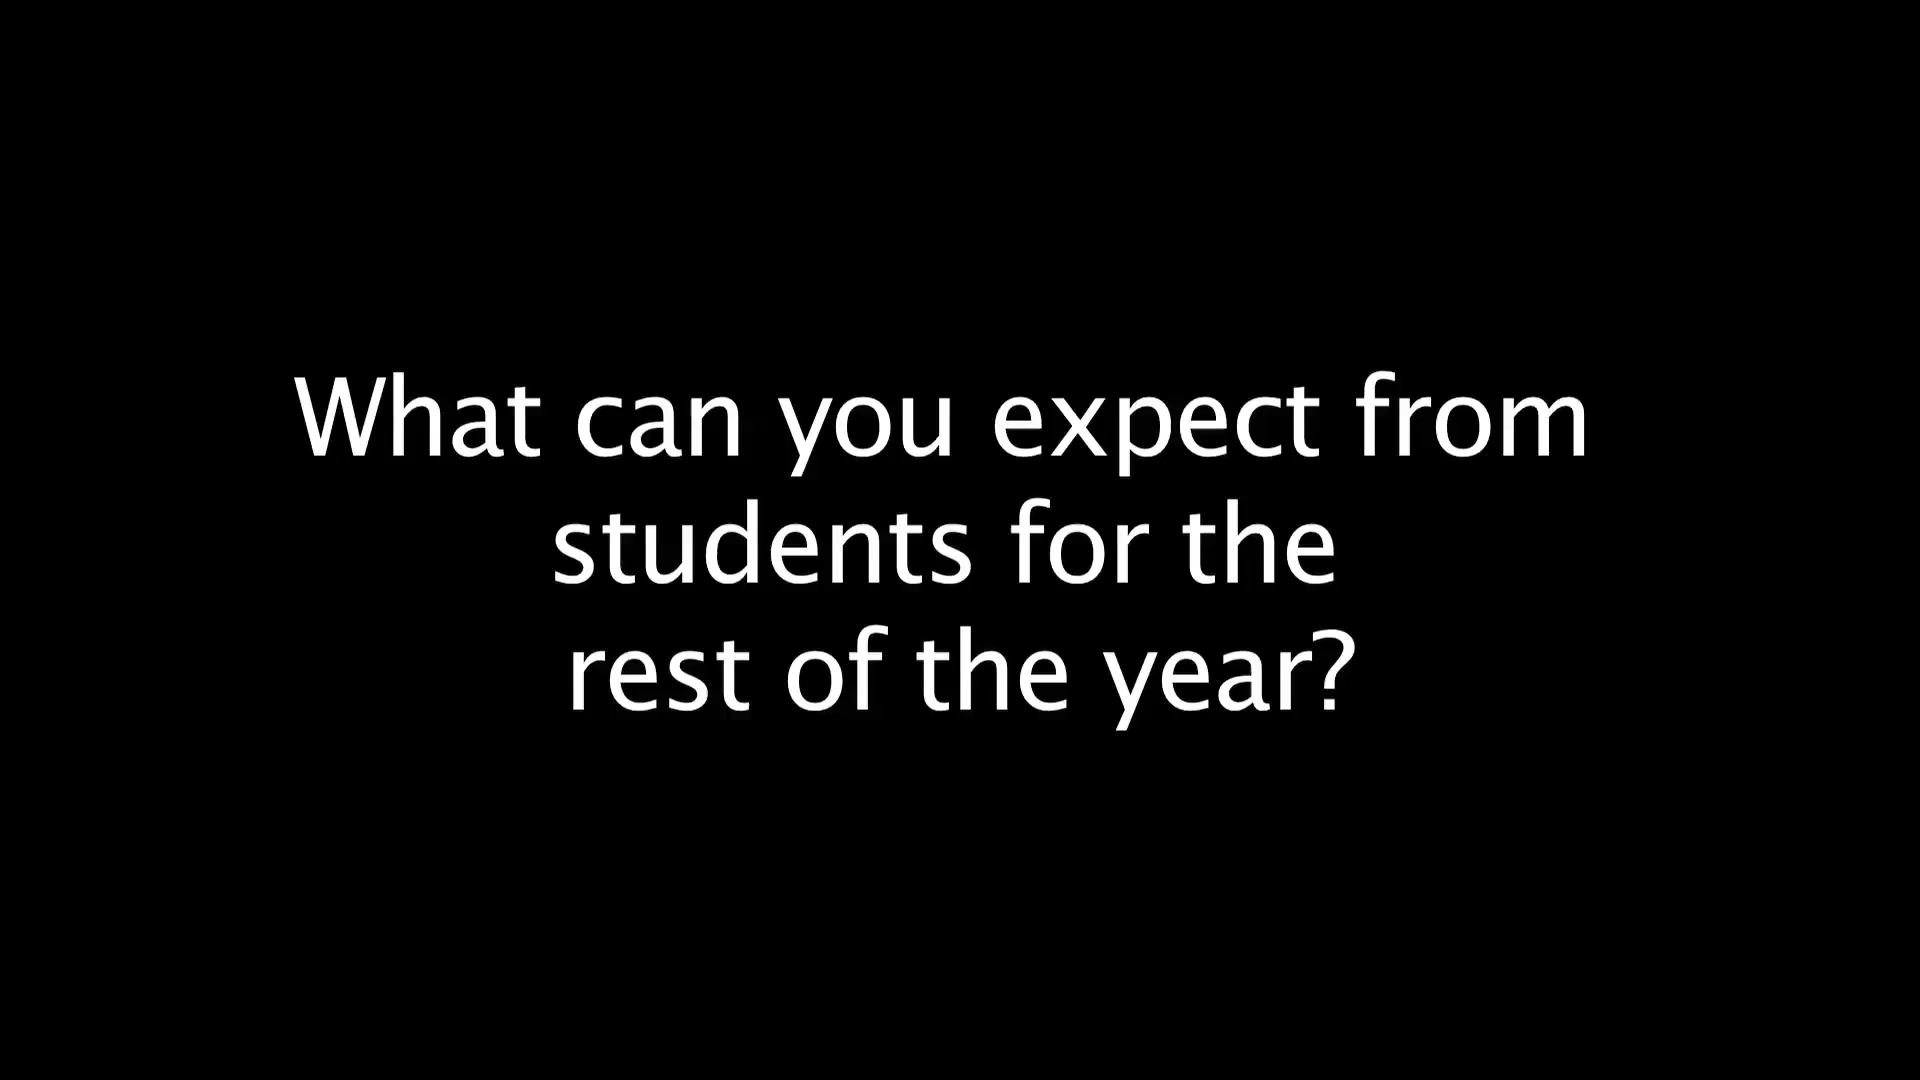 What can you expect from
students for the
rest of the year?